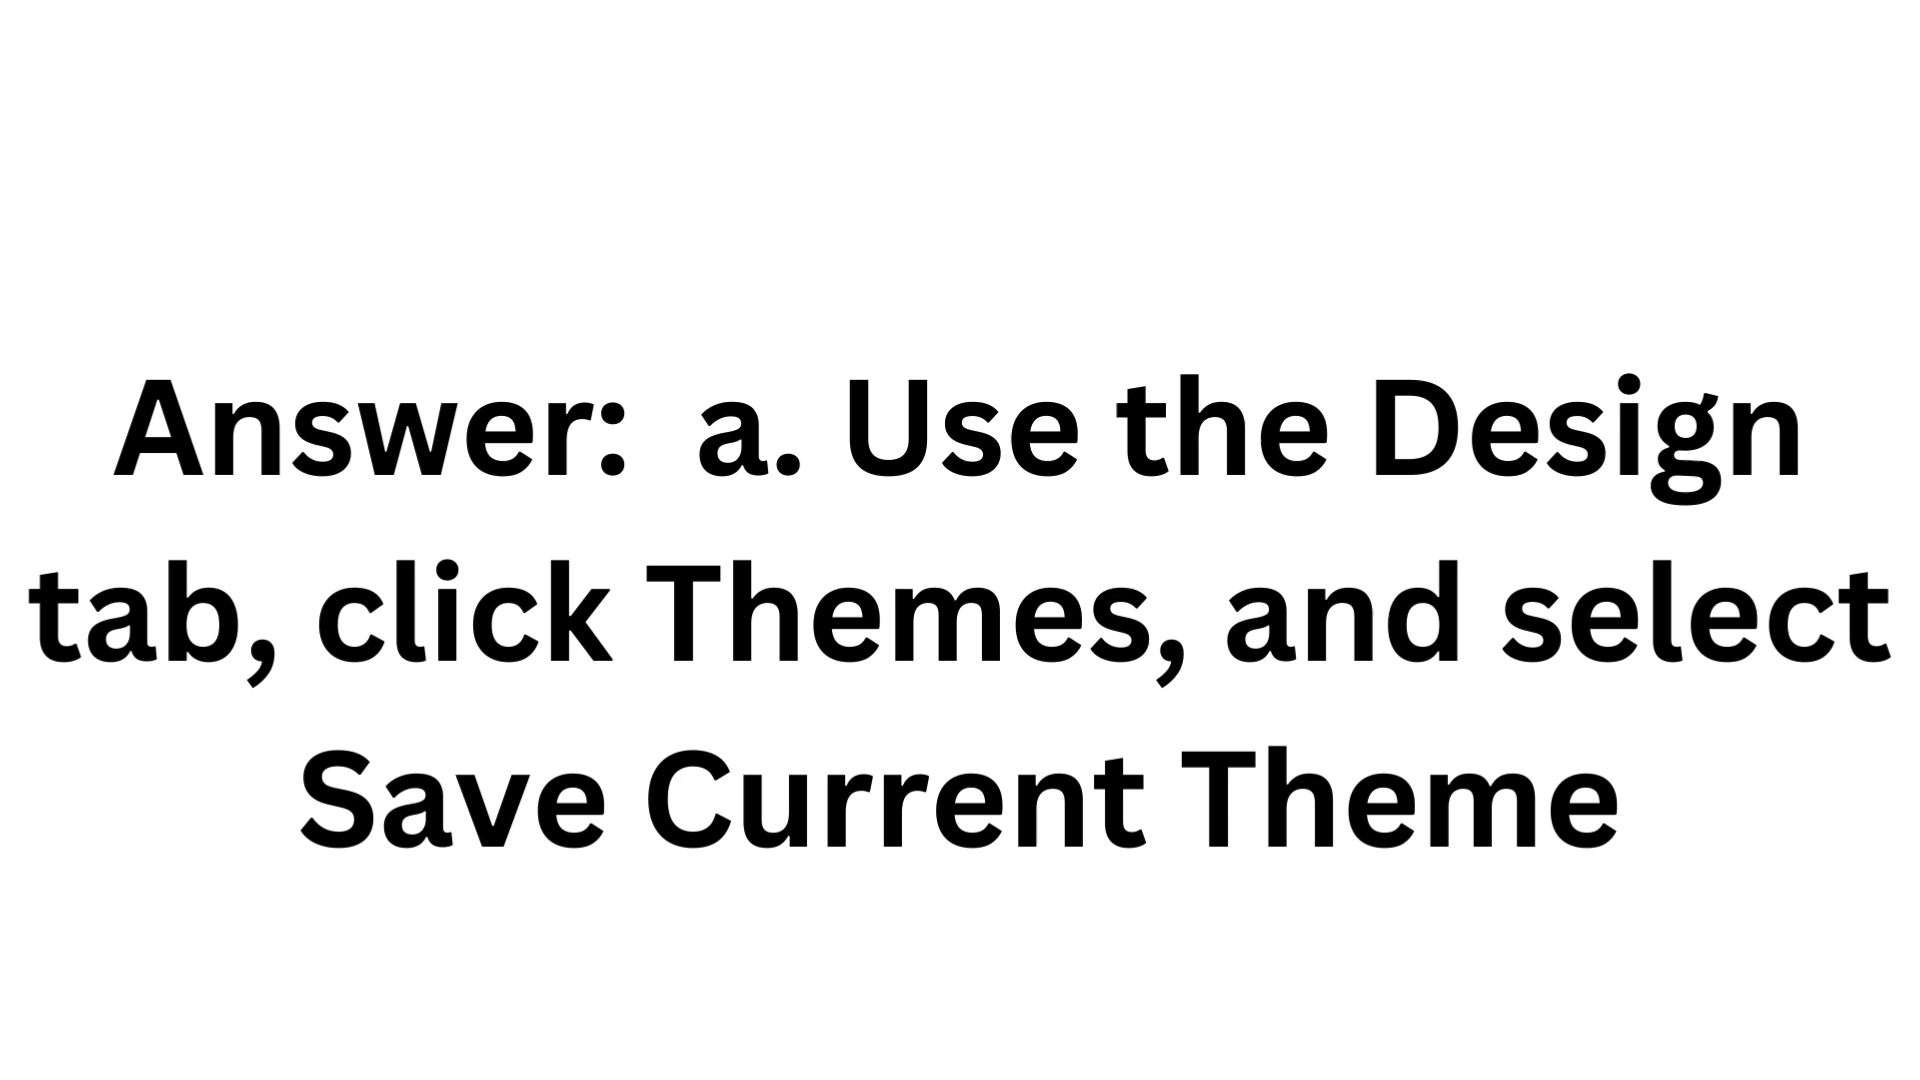 Answer:  a. Use the Design
tab, click Themes, and select
Save Current Theme